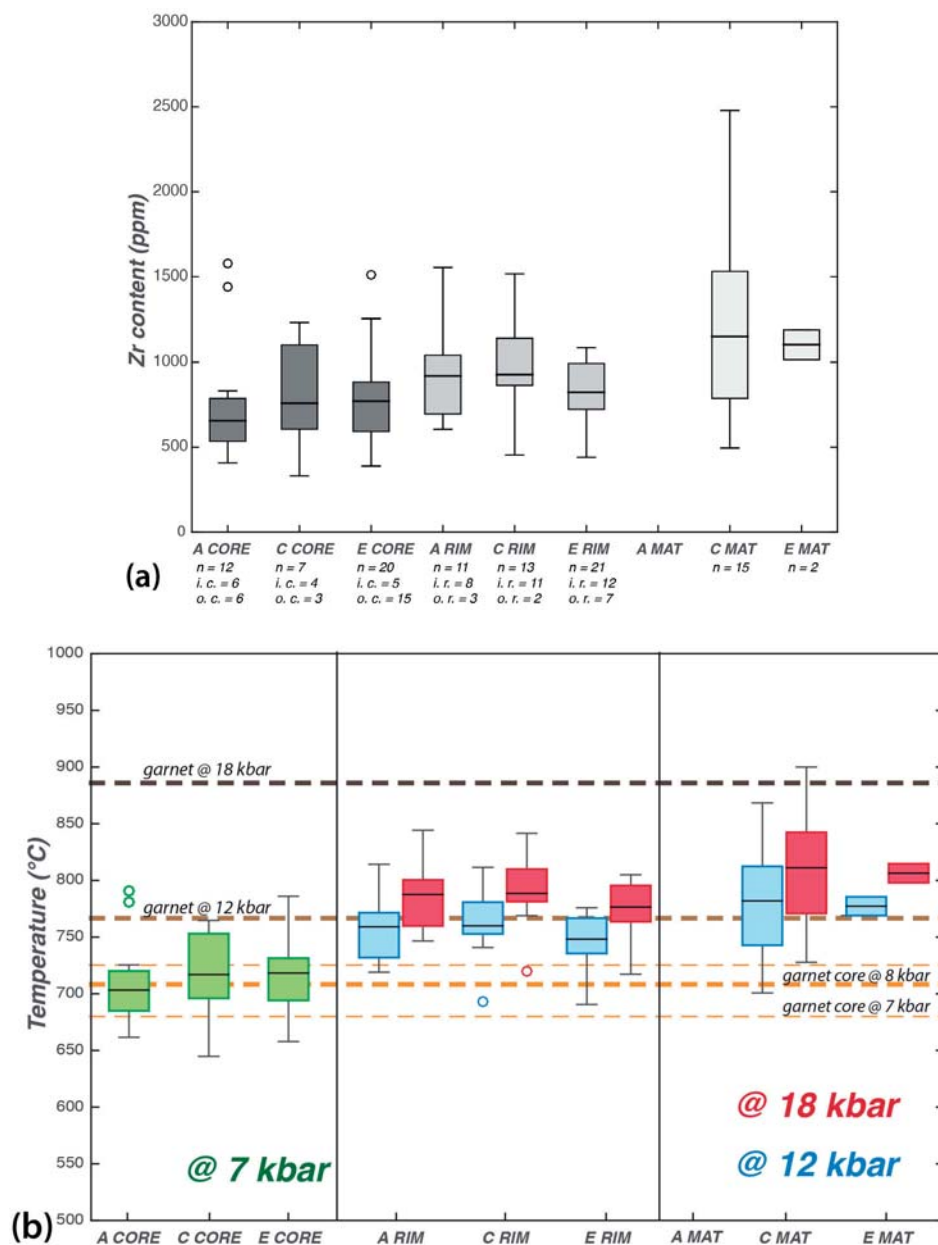 3000
2500
2000
1500
1000
500
0
Zr content (ppm)
A CORE C CORE E CORE A RIM C RIM E RIM A MAT C MAT E MAT
n = 12 n = 7 n = 20 n = 11 n = 13 n = 21 n = 15 n = 2
i. c. = 6 i. c. = 4 i. c. = 5 i. r. = 8 i. r. = 11 i. r. = 12
o. c. = 6 o. c. = 3 o. c. = 15 o. r. = 3 o. r. = 2 o. r. = 7
(a)
1000
950
900
850
800
750
700
650
600
550
500
Temperature (°C)
garnet @ 18 kbar
garnet @ 12 kbar
garnet core @ 8 kbar
garnet core @ 7 kbar
@ 18 kbar
@ 7 kbar
@ 12 kbar
(b)
A CORE C CORE E CORE A RIM C RIM E RIM A MAT C MAT E MAT